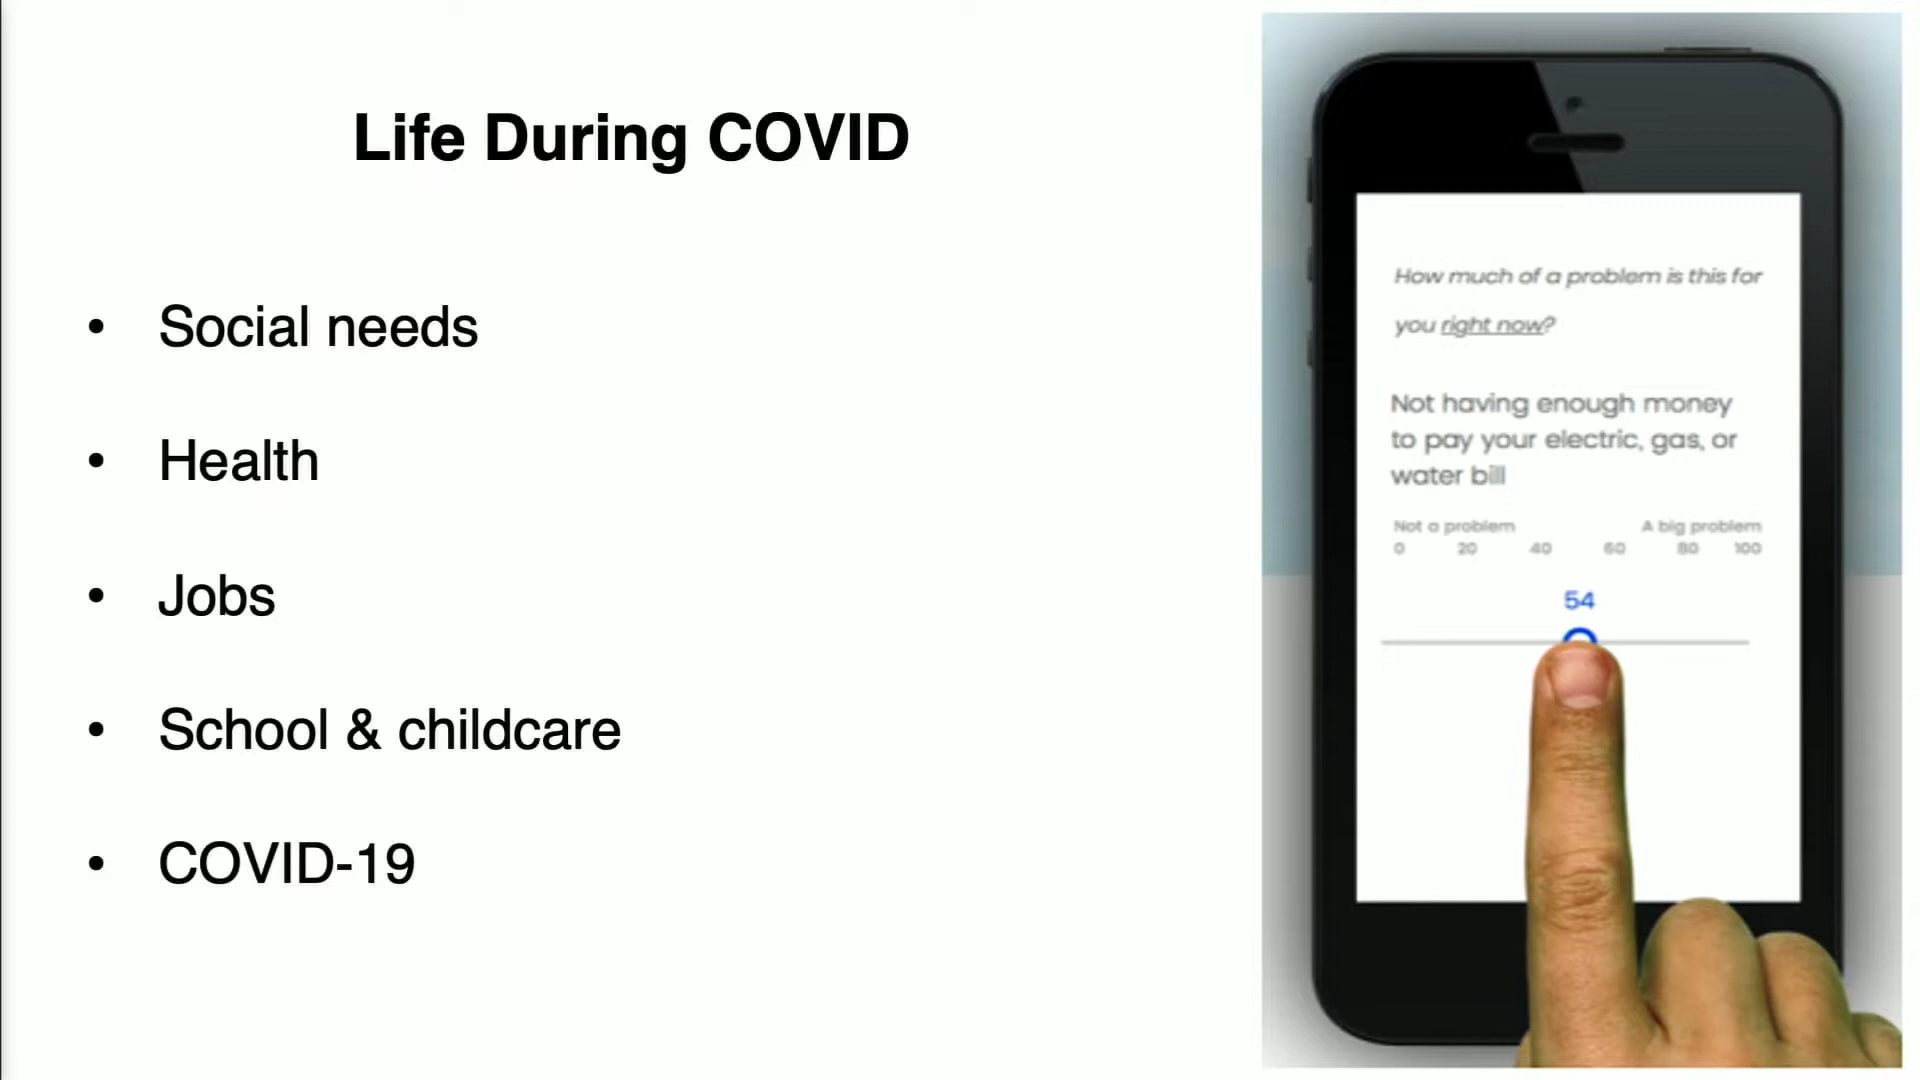 Life During COVID
• Social needs
• Health
• Jobs
• School & childcare
• COVID-19
How much of a problem is this for
you right now?
Not having enough money
to pay your electric, gas, or
water bill
Not a problem A big problem
0 20 40 60 80 100
54